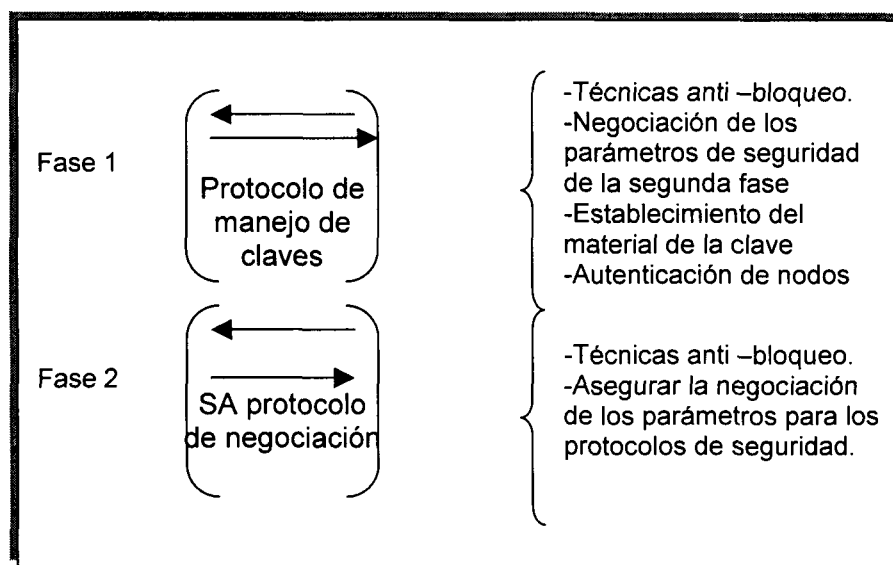 Fase 1
Protocolo de
manejo de
claves
-Técnicas anti –bloqueo.
-Negociación de los
parámetros de seguridad
de la segunda fase
-Establecimiento del
material de la clave
-Autenticación de nodos
Fase 2
SA protocolo
de negociación
-Técnicas anti –bloqueo.
-Asegurar la negociación
de los parámetros para los
protocolos de seguridad.